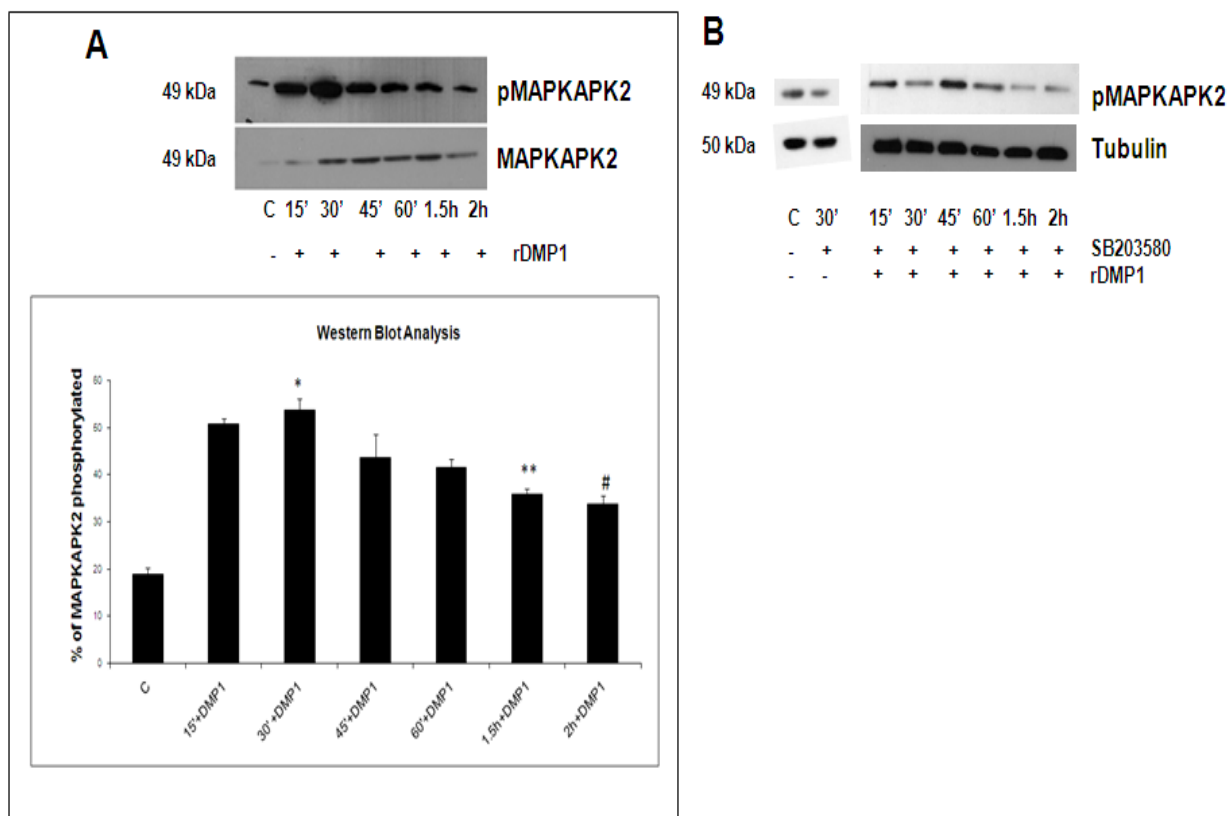 A
49 kDa
pMAPKAPK2
49 kDa
MAPKAPK2
C 15' 30' 45' 60' 1.5h 2h
- + + + + + + rDMP1
Western Blot Analysis
% of MAPKAPK2 phosphorylated
60
50
40
30
20
10
0
*
**
#
C
15'+DMP1
30'+DMP1
45'+DMP1
60'+DMP1
1.5h+DMP1
2h+DMP1
B
49 kDa
pMAPKAPK2
50 kDa
Tubulin
C 30' 15' 30' 45' 60' 1.5h 2h
- + + + + + + + SB203580
- - + + + + + + rDMP1